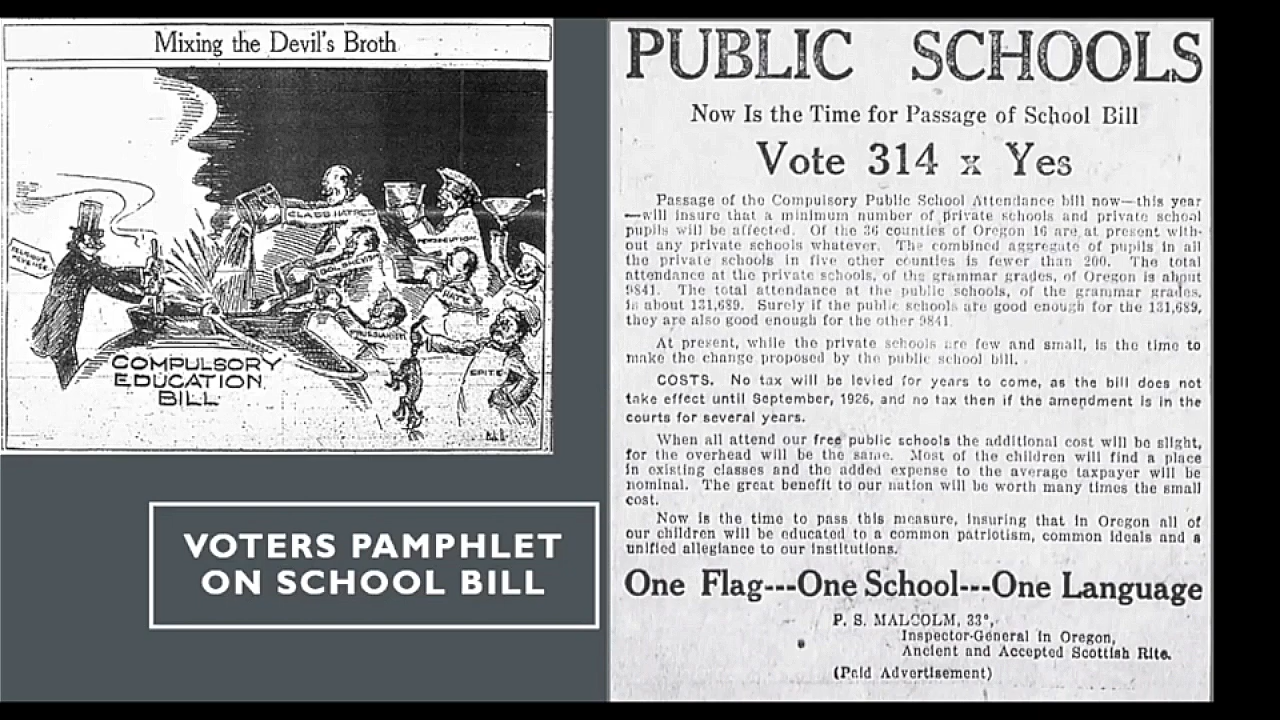 Mixing the Devil's Broth
CLASS HATRED
PERSECUTION
HATE
SPITE
COMPULSORY
EDUCATION
BILL
VOTERS PAMPHLET
ON SCHOOL BILL
PUBLIC SCHOOLS
Now Is the Time for Passage of School Bill
Vote 314 x Yes
Passage of the Compulsory Public School Attendance bill now—this year
—will insure that a minimum number of private schools and private school
pupils will be affected. Of the 36 counties of Oregon 16 are at present with-
out any private schools whatever. The combined aggregate of pupils in all
the private schools in five other counties is fewer than 200. The total
attendance at the private schools, of the grammar grades, of Oregon is about
9841. The total attendance at the public schools, of the grammar grades,
is about 131,689. Surely if the public schools are good enough for the 131,689,
they are also good enough for the other 9841.
At present, while the private schools are few and small, is the time to
make the change proposed by the public school bill.
COSTS. No tax will be levied for years to come, as the bill does not
take effect until September, 1926, and no tax then if the amendment is in the
courts for several years.
When all attend our free public schools the additional cost will be slight,
for the overhead will be the same. Most of the children will find a place
in existing classes and the added expense to the average taxpayer will be
nominal. The great benefit to our nation will be worth many times the small
cost.
Now is the time to pass this measure, insuring that in Oregon all of
our children will be educated to a common patriotism, common ideals and a
unified allegiance to our institutions.
One Flag---One School---One Language
P. S. MALCOLM, 33°,
Inspector-General in Oregon,
Ancient and Accepted Scottish Rite.
(Paid Advertisement)